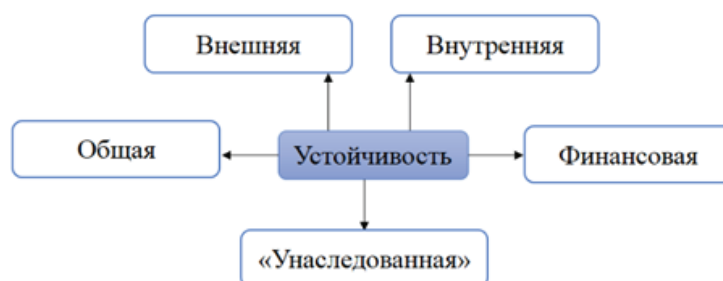 Внешняя
Внутренняя
Общая
Устойчивость
Финансовая
«Унаследованная»